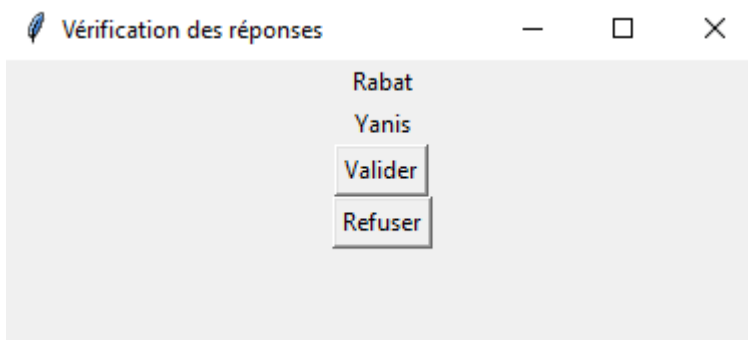 Vérification des réponses
Rabat
Yanis
Valider
Refuser